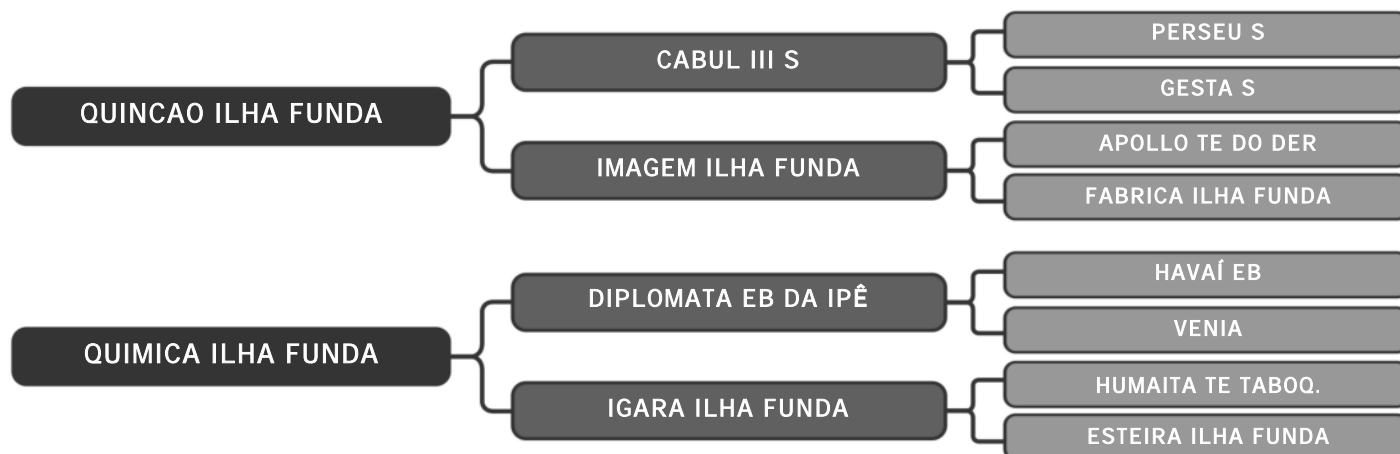 QUINCAO ILHA FUNDA
CABUL III S
PERSEU S
GESTA S
IMAGEM ILHA FUNDA
APOLLO TE DO DER
FABRICA ILHA FUNDA
QUIMICA ILHA FUNDA
DIPLOMATA EB DA IPÊ
HAVAÍ EB
VENIA
IGARA ILHA FUNDA
HUMAITA TE TABOQ.
ESTEIRA ILHA FUNDA